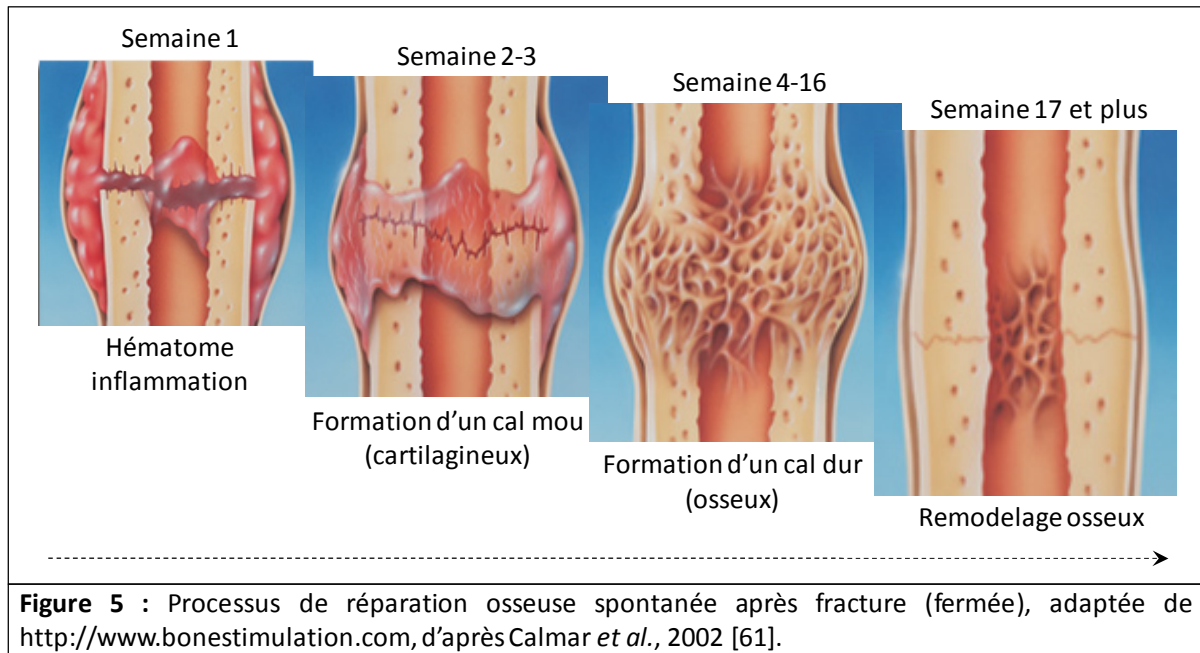 Semaine 1
Semaine 2-3
Semaine 4-16
Semaine 17 et plus
Hématome
inflammation
Formation d'un cal mou
(cartilagineux)
Formation d'un cal dur
(osseux)
Remodelage osseux
Figure 5 : Processus de réparation osseuse spontanée après fracture (fermée), adaptée de
http://www.bonestimulation.com, d'après Calmar et al., 2002 [61].